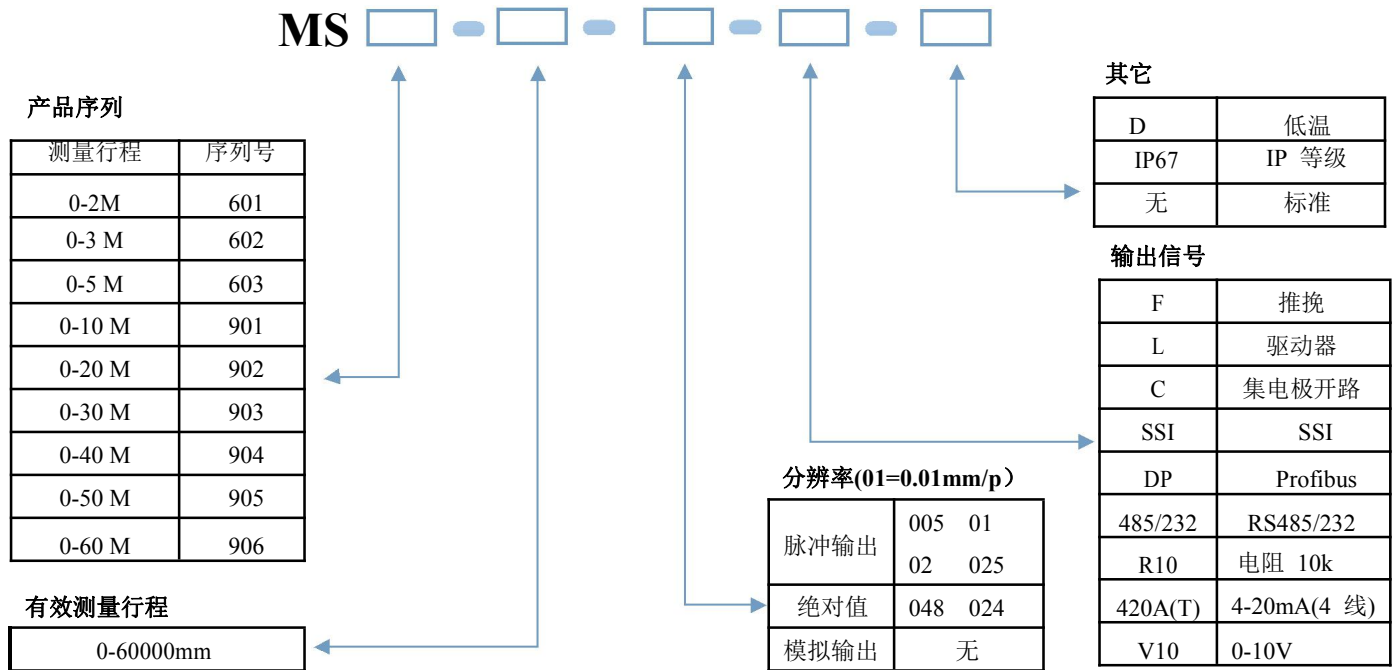 MS
产品序列
测量行程 序列号
0-2M 601
0-3 M 602
0-5 M 603
0-10 M 901
0-20 M 902
0-30 M 903
0-40 M 904
0-50 M 905
0-60 M 906
有效测量行程
0-60000mm
分辨率(01=0.01mm/p）
脉冲输出 005 01
02 025
绝对值 048 024
模拟输出 无
其它
D 低温
IP67 IP 等级
无 标准
输出信号
F 推挽
L 驱动器
C 集电极开路
SSI SSI
DP Profibus
485/232 RS485/232
R10 电阻 10k
420A(T) 4-20mA(4 线)
V10 0-10V